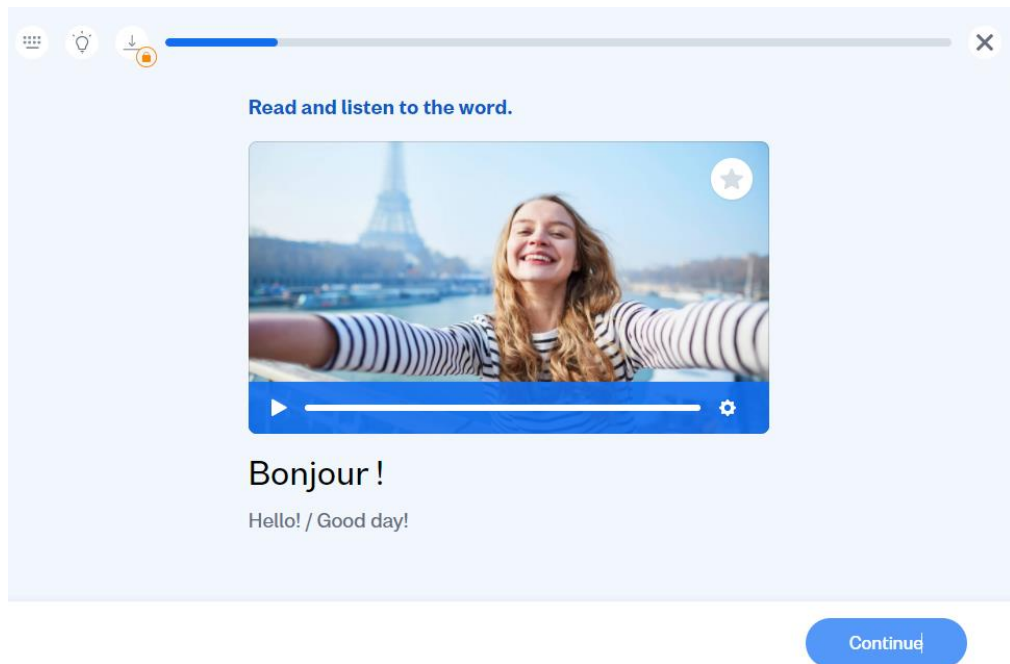 Read and listen to the word.
Bonjour !
Hello! / Good day!
Continue